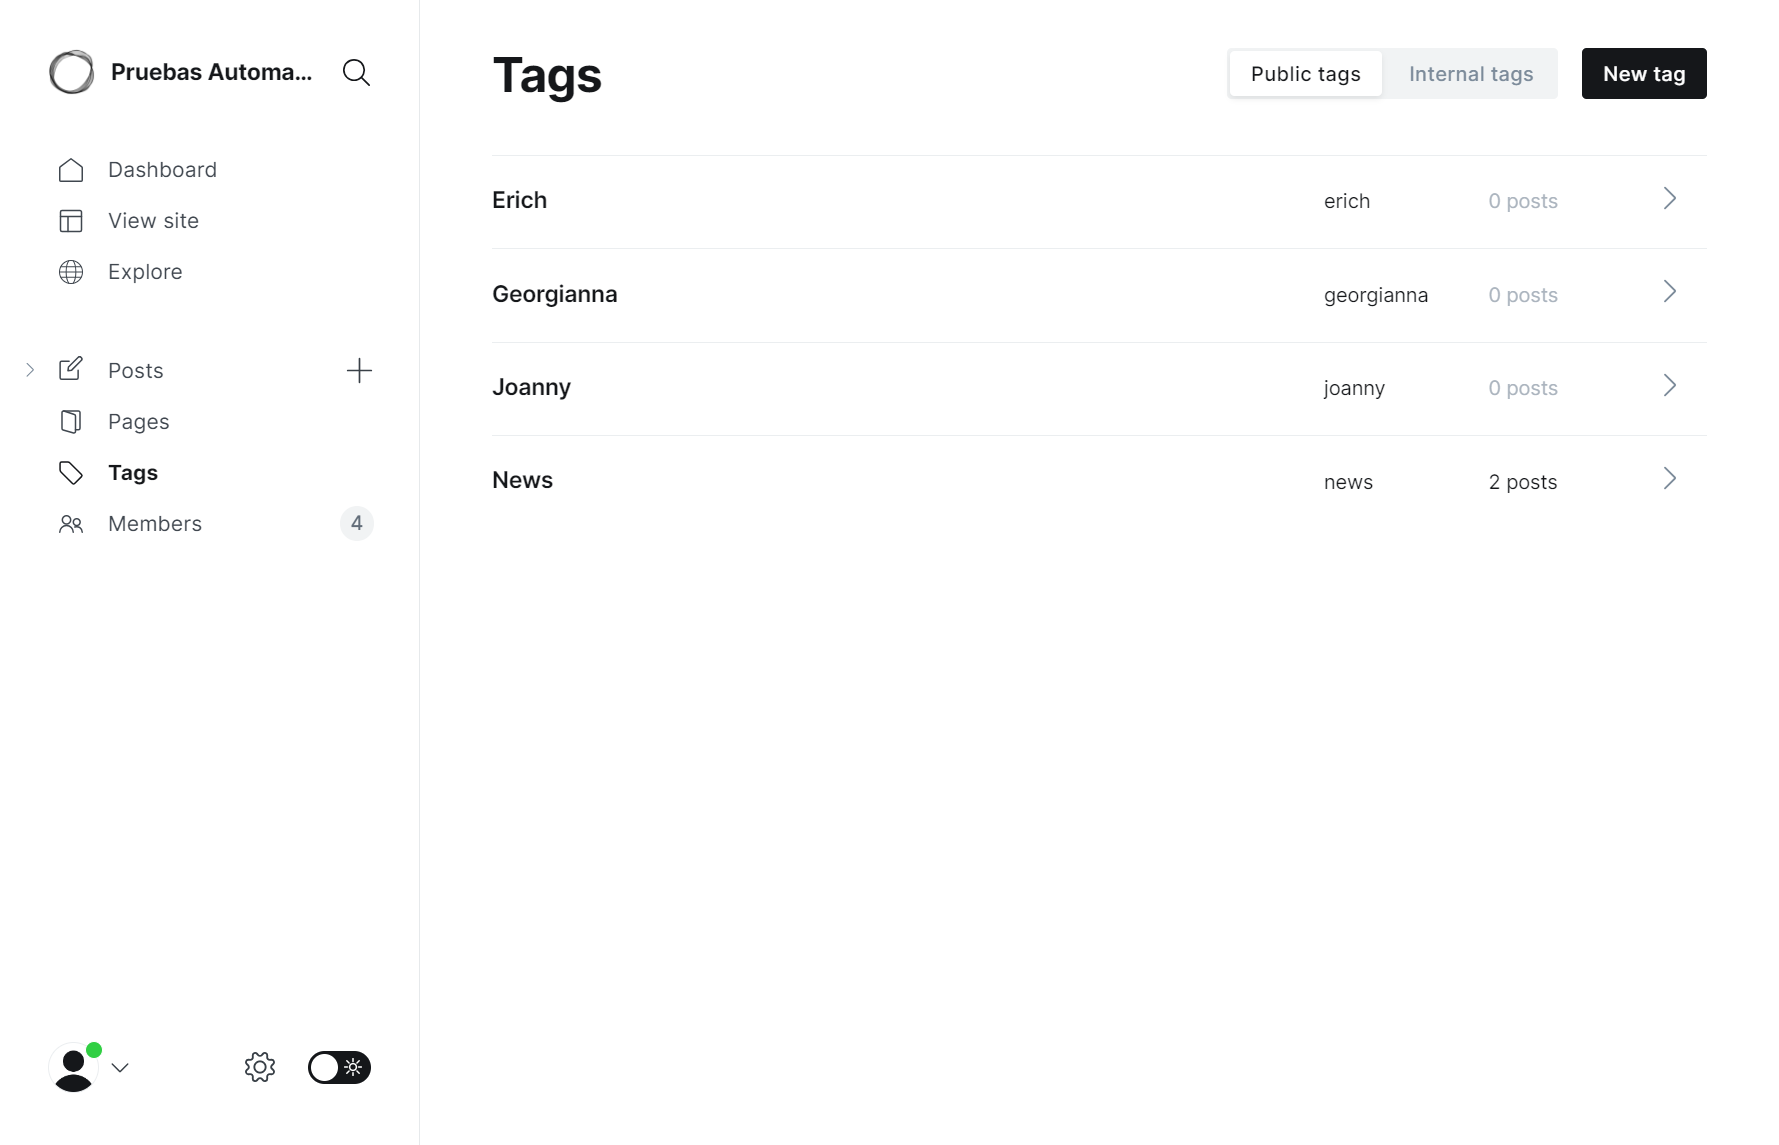 Pruebas Automa...
Dashboard
View site
Explore
Posts
Pages
Tags
Members 4
Tags
Public tags Internal tags New tag
Erich erich 0 posts
Georgianna georgianna 0 posts
Joanny joanny 0 posts
News news 2 posts